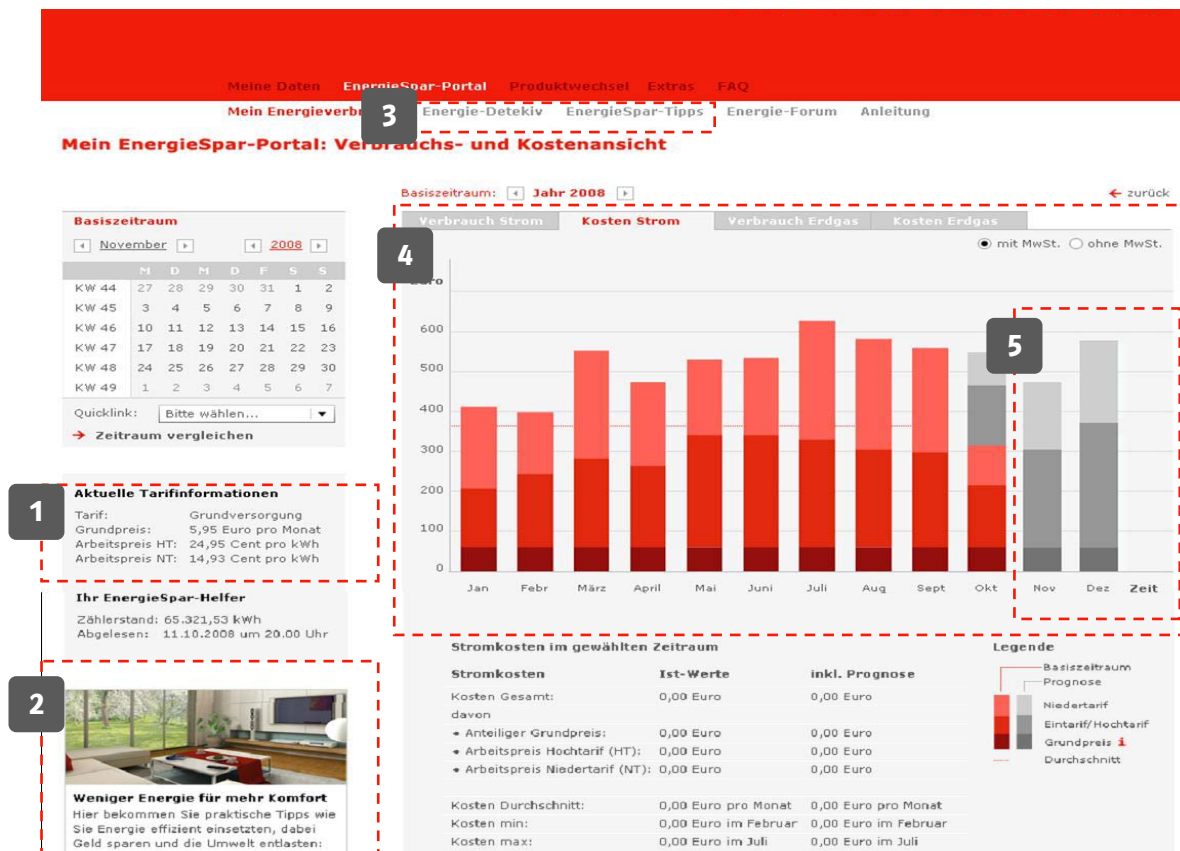 Meine Daten EnergieSpar-Portal Produktwechsel Extras FAQ
Mein Energieverbr 3 Energie-Detekiv EnergieSpar-Tipps Energie-Forum Anleitung
Mein EnergieSpar-Portal: Verbrauchs- und Kostenansicht
Basiszeitraum: Jahr 2008 zurück
Basiszeitraum
November 2008
M D M D F S S
KW 44 27 28 29 30 31 1 2
KW 45 3 4 5 6 7 8 9
KW 46 10 11 12 13 14 15 16
KW 47 17 18 19 20 21 22 23
KW 48 24 25 26 27 28 29 30
KW 49 1 2 3 4 5 6 7
Quicklink: Bitte wählen...
Zeitraum vergleichen
1
Aktuelle Tarifinformationen
Tarif: Grundversorgung
Grundpreis: 5,95 Euro pro Monat
Arbeitspreis HT: 24,95 Cent pro kWh
Arbeitspreis NT: 14,93 Cent pro kWh
Ihr EnergieSpar-Helfer
Zählerstand: 65.321,53 kWh
Abgelesen: 11.10.2008 um 20.00 Uhr
2
Weniger Energie für mehr Komfort
Hier bekommen Sie praktische Tipps wie
Sie Energie effizient einsetzten, dabei
Geld sparen und die Umwelt entlasten:
Verbrauch Strom Kosten Strom Verbrauch Erdgas Kosten Erdgas
4
mit MwSt. ohne MwSt.
Euro
600
5
500
400
300
200
100
0
Jan Febr März April Mai Juni Juli Aug Sept Okt Nov Dez Zeit
Stromkosten im gewählten Zeitraum
Stromkosten Ist-Werte inkl. Prognose
Kosten Gesamt: 0,00 Euro 0,00 Euro
davon
• Anteiliger Grundpreis: 0,00 Euro 0,00 Euro
• Arbeitspreis Hochtarif (HT): 0,00 Euro 0,00 Euro
• Arbeitspreis Niedertarif (NT): 0,00 Euro 0,00 Euro
Kosten Durchschnitt: 0,00 Euro pro Monat 0,00 Euro pro Monat
Kosten min: 0,00 Euro im Februar 0,00 Euro im Februar
Kosten max: 0,00 Euro im Juli 0,00 Euro im Juli
Legende
Basiszeitraum
Prognose
Niedertarif
Eintarif/Hochtarif
Grundpreis i
Durchschnitt